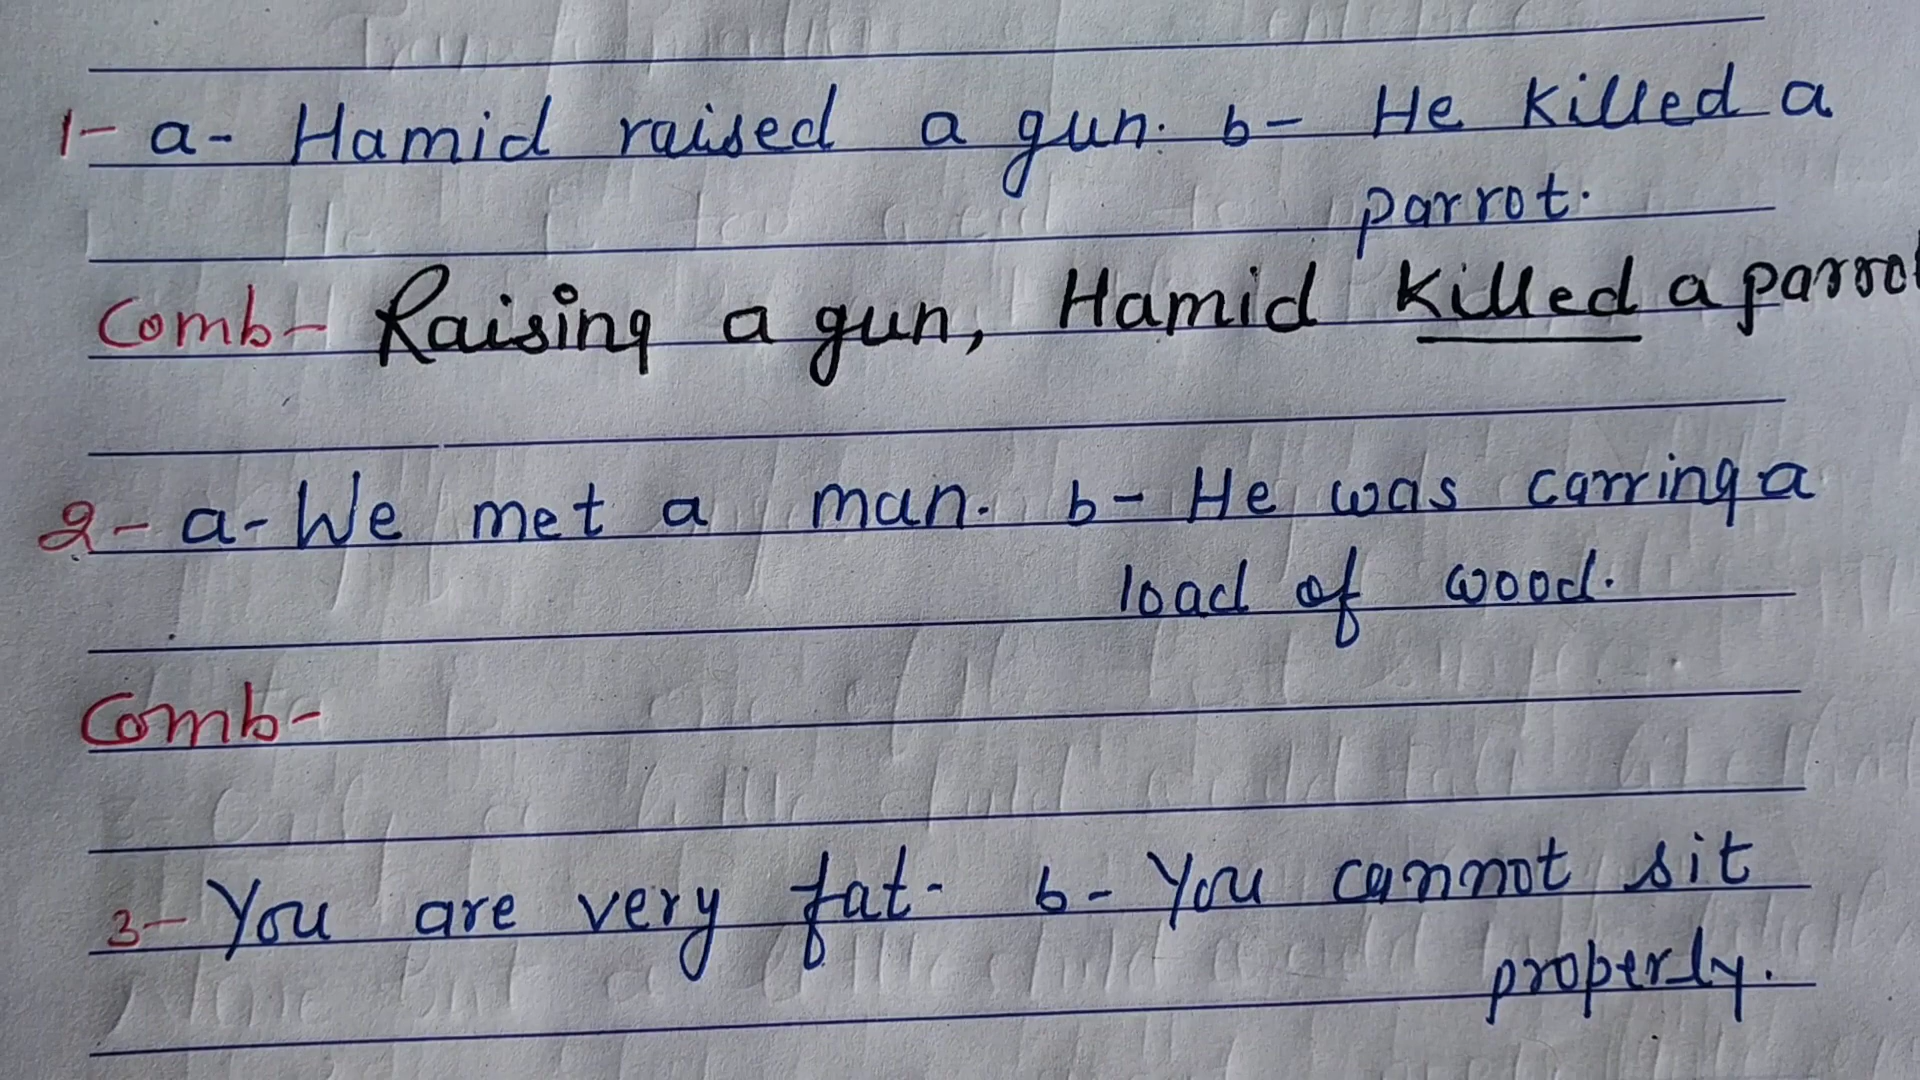 1- a- Hamid raised a gun. b- He killed a
parrot.
Comb- Raising a gun, Hamid killed a parrot
2- a- We met a man. b- He was carring a
load of wood.
Comb-
3- You are very fat- b- You cannot sit
properly.